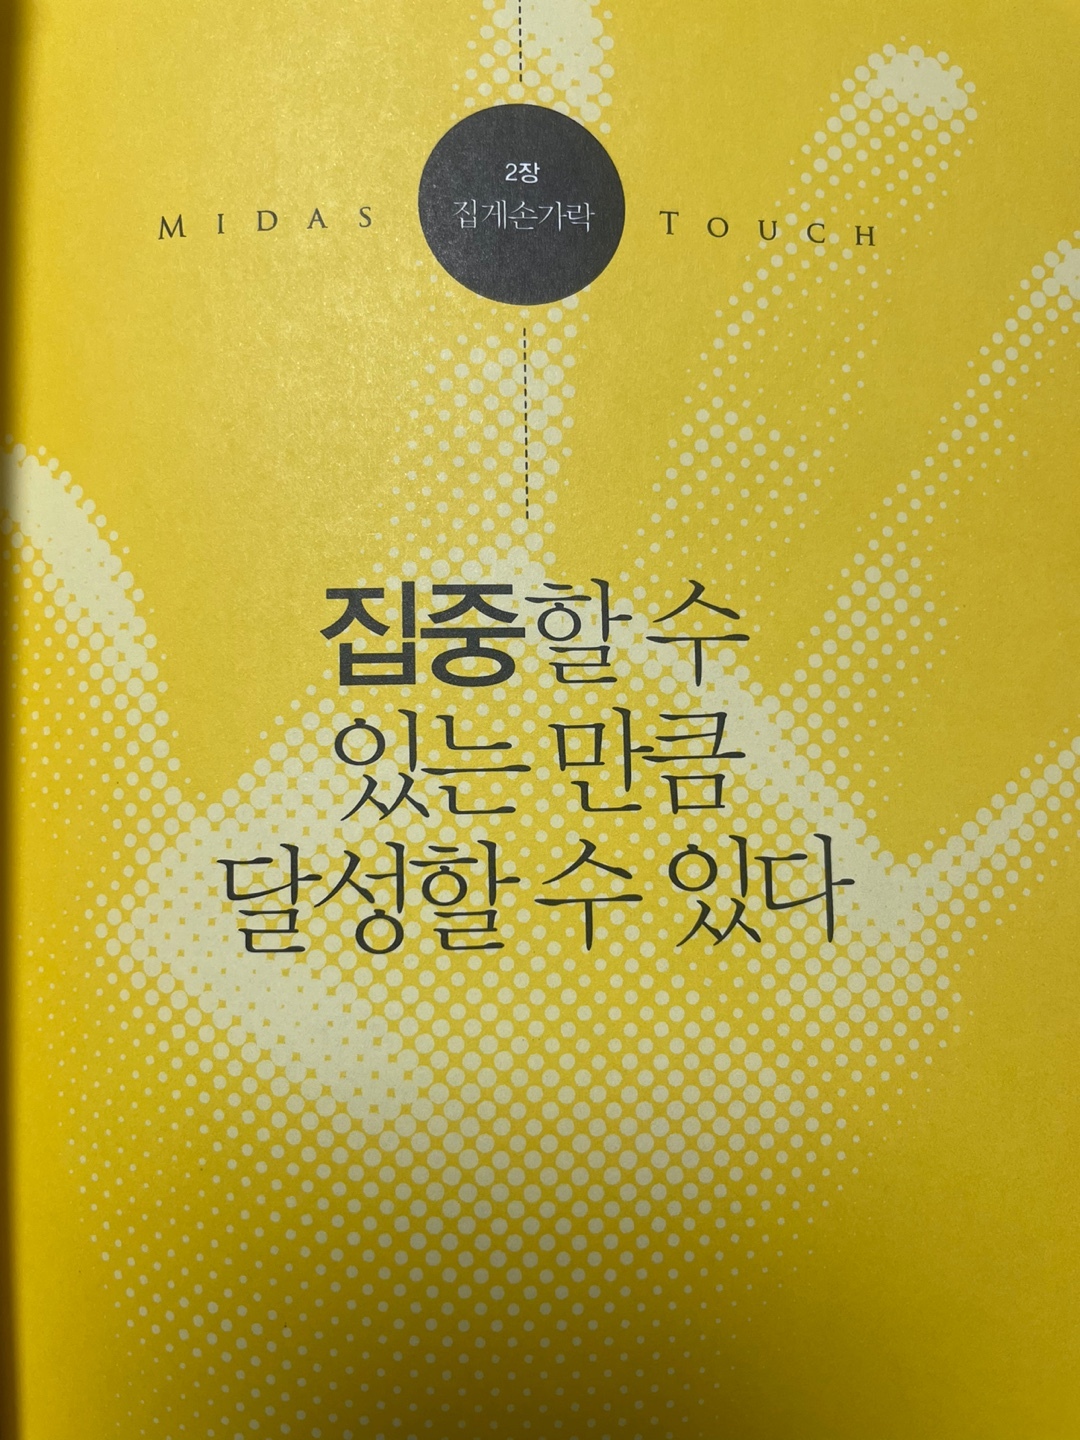 2장
집게손가락
MIDAS TOUCH
집중할 수
있는 만큼
달성할 수 있다